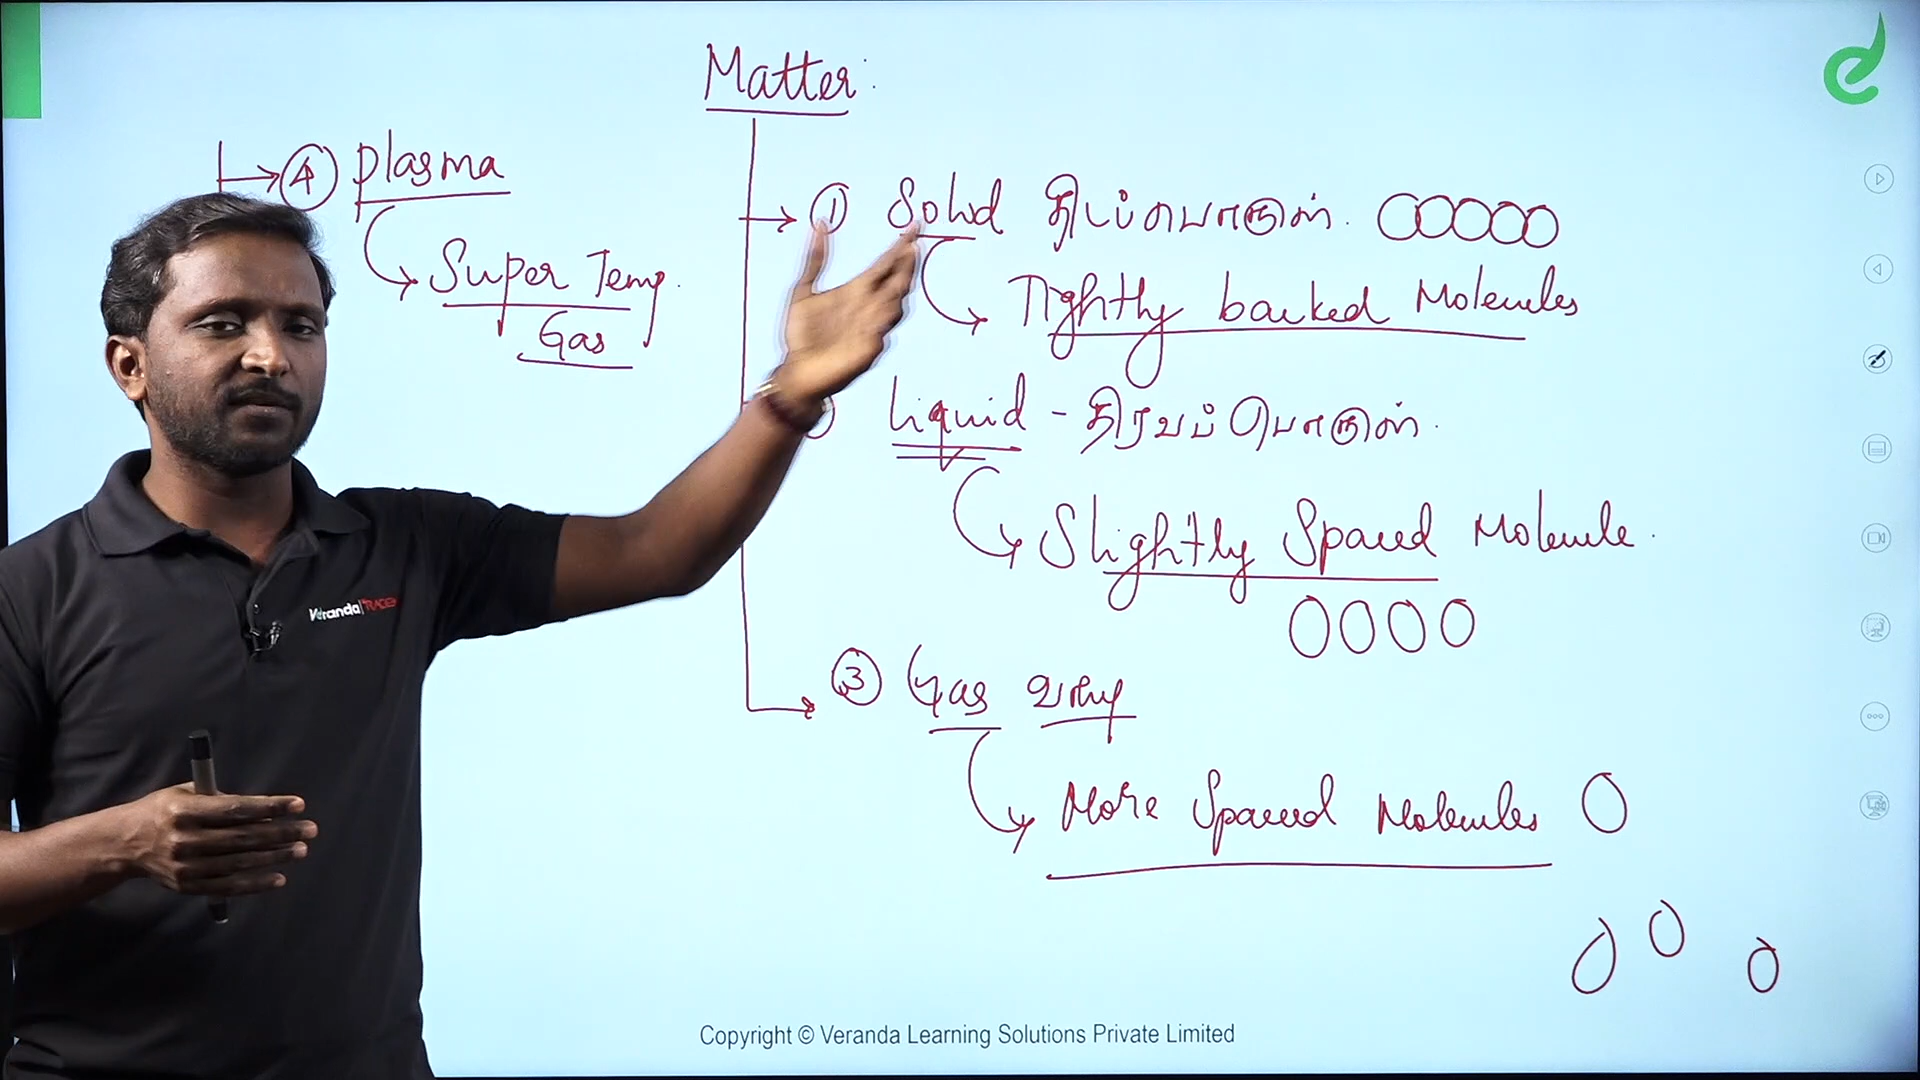 Matter:
④ Plasma
Super Temp.
Gas
① Solid திடப்பொருள்.
Tightly backed Molecules
Liquid - திரவப் பொருள்.
Slightly Spaced Molecule.
③ Gas வாயு
More Spaced Molecules
Veranda|RACE
Copyright © Veranda Learning Solutions Private Limited